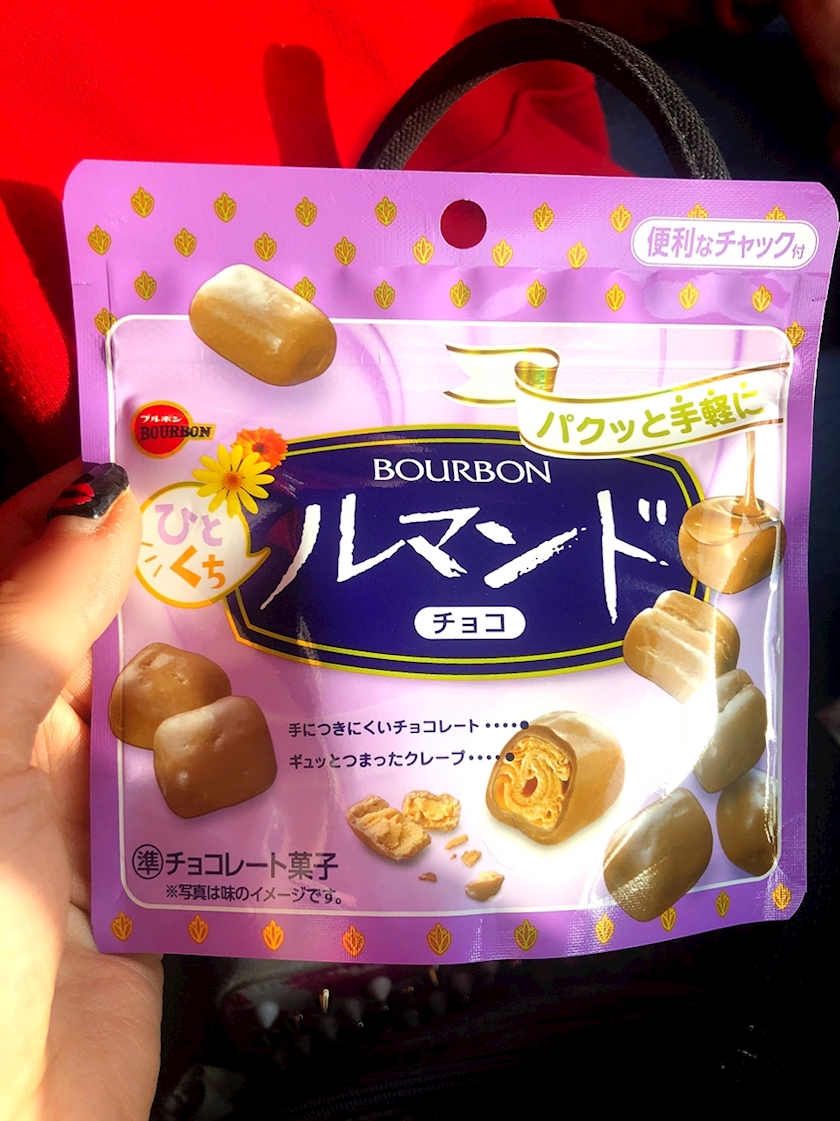 便利なチャック付
パクッと手軽に
ブルボン
BOURBON
BOURBON
ひと
くち
ルマンド
チョコ
手につきにくいチョコレート
ギュッとつまったクレープ
準チョコレート菓子
※写真は味のイメージです。